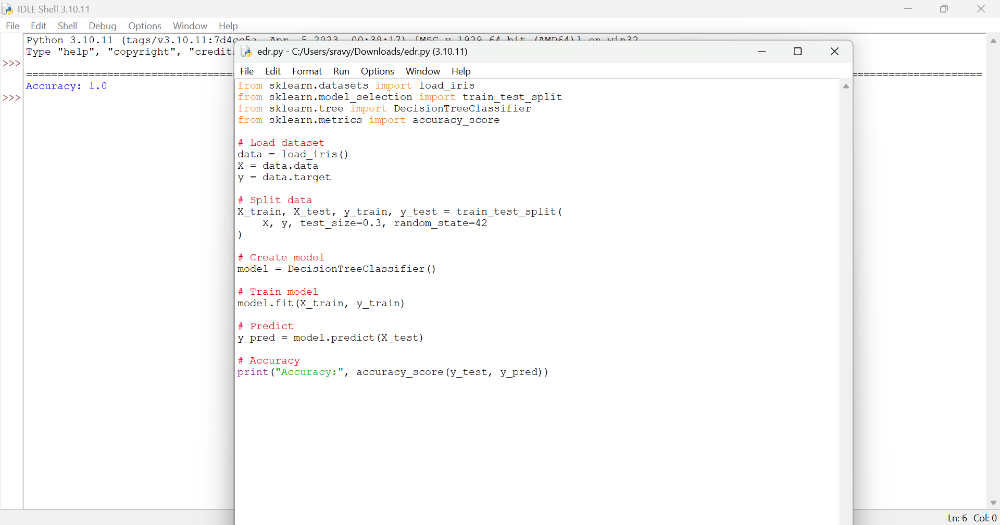 IDLE Shell 3.10.11
File Edit Shell Debug Options Window Help
Python 3.10.11 (tags/v3.10.11:7d4cc5a, Apr 5 2023, 00:38:17) [MSC v.1929 64 bit (AMD64)] on win32
Type "help", "copyright", "credits
>>>
Accuracy: 1.0
>>>
edr.py - C:/Users/sravy/Downloads/edr.py (3.10.11)
File Edit Format Run Options Window Help
from sklearn.datasets import load_iris
from sklearn.model_selection import train_test_split
from sklearn.tree import DecisionTreeClassifier
from sklearn.metrics import accuracy_score
# Load dataset
data = load_iris()
X = data.data
y = data.target
# Split data
X_train, X_test, y_train, y_test = train_test_split(
    X, y, test_size=0.3, random_state=42
)
# Create model
model = DecisionTreeClassifier()
# Train model
model.fit(X_train, y_train)
# Predict
y_pred = model.predict(X_test)
# Accuracy
print("Accuracy:", accuracy_score(y_test, y_pred))
Ln: 6 Col: 0